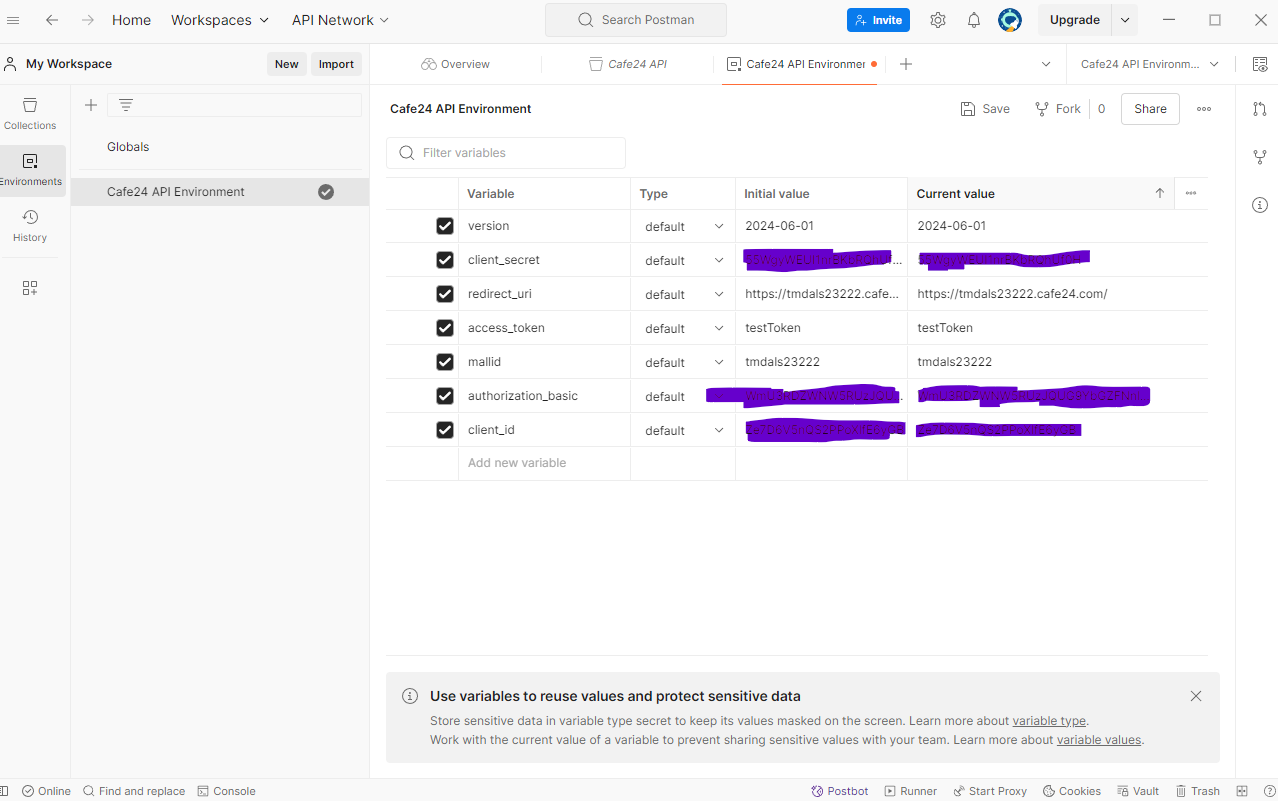 Home Workspaces API Network Search Postman Invite Upgrade
My Workspace New Import Overview Cafe24 API Cafe24 API Environmer Cafe24 API Environm...
Collections
Environments
History
Globals
Cafe24 API Environment
Cafe24 API Environment Save Fork 0 Share
Filter variables
Variable Type Initial value Current value
version default 2024-06-01 2024-06-01
client_secret default
redirect_uri default https://tmdals23222.cafe... https://tmdals23222.cafe24.com/
access_token default testToken testToken
mallid default tmdals23222 tmdals23222
authorization_basic default
client_id default
Add new variable
Use variables to reuse values and protect sensitive data
Store sensitive data in variable type secret to keep its values masked on the screen. Learn more about variable type.
Work with the current value of a variable to prevent sharing sensitive values with your team. Learn more about variable values.
Online Find and replace Console Postbot Runner Start Proxy Cookies Vault Trash